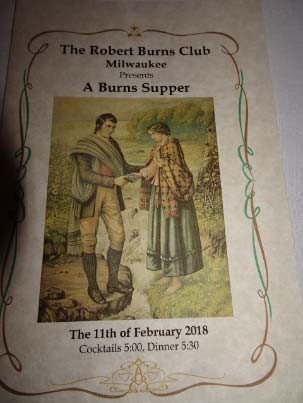 The Robert Burns Club
Milwaukee
Presents
A Burns Supper
The 11th of February 2018
Cocktails 5:00, Dinner 5:30